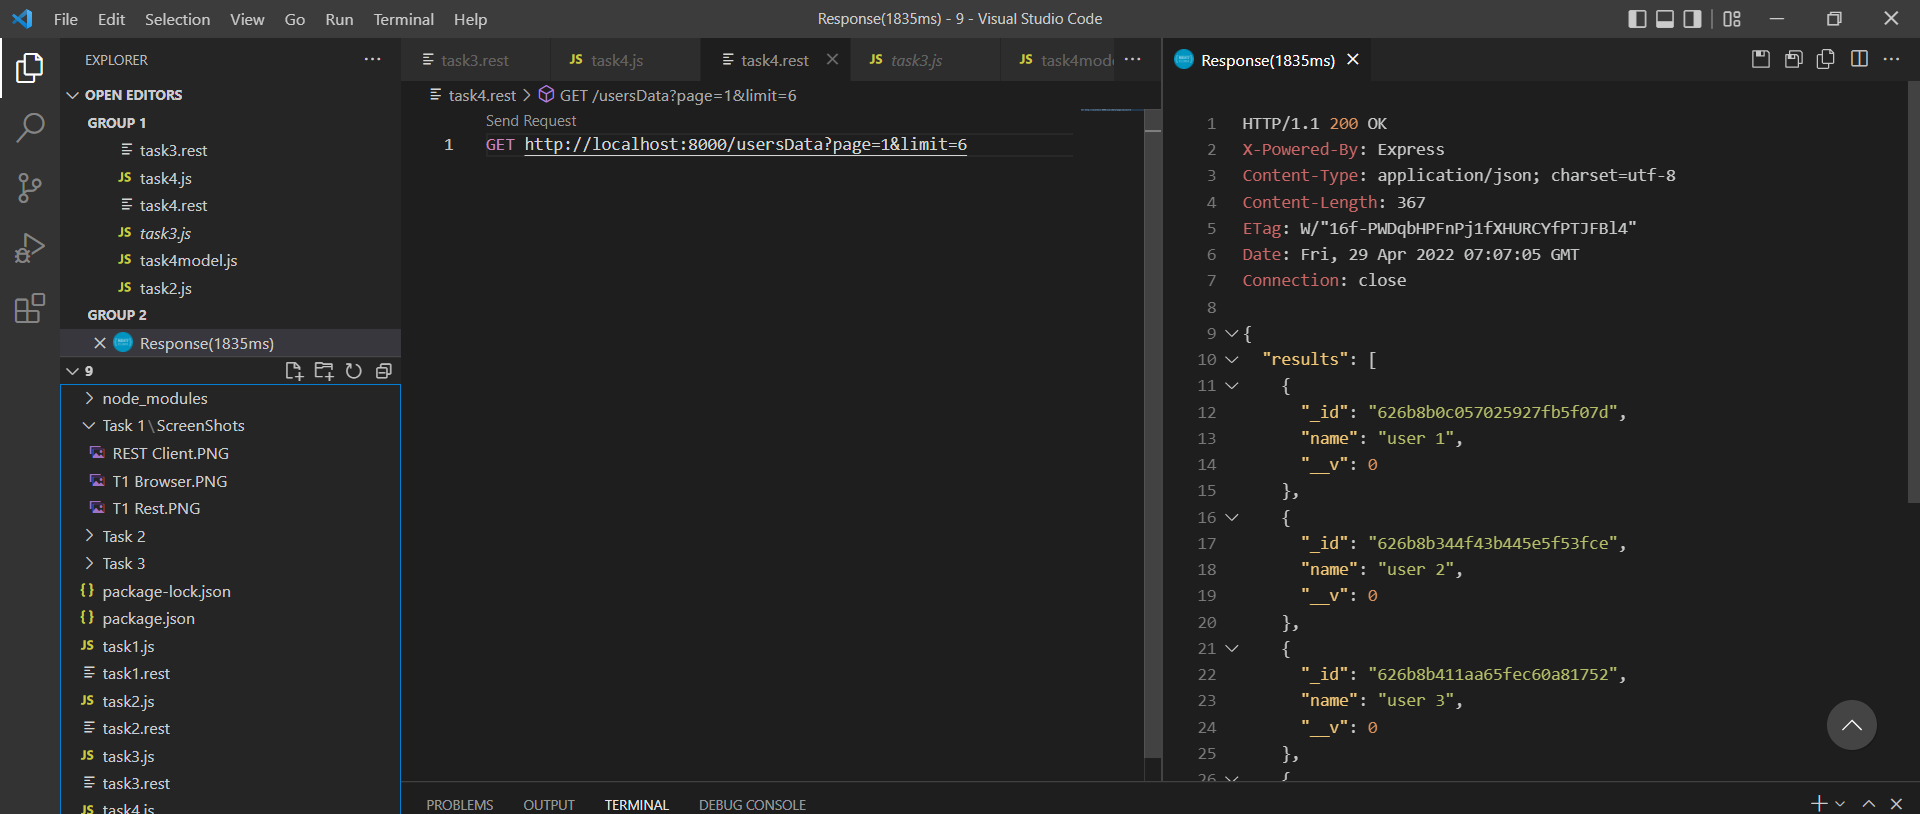 File Edit Selection View Go Run Terminal Help
Response(1835ms) - 9 - Visual Studio Code
EXPLORER
OPEN EDITORS
GROUP 1
task3.rest
JS task4.js
task4.rest
JS task3.js
JS task4model.js
JS task2.js
GROUP 2
Response(1835ms)
9
node_modules
Task 1\ScreenShots
REST Client.PNG
T1 Browser.PNG
T1 Rest.PNG
Task 2
Task 3
{} package-lock.json
{} package.json
JS task1.js
task1.rest
JS task2.js
task2.rest
JS task3.js
task3.rest
JS task4.js
task3.rest JS task4.js task4.rest JS task3.js JS task4mod
task4.rest > GET /usersData?page=1&limit=6
Send Request
1 GET http://localhost:8000/usersData?page=1&limit=6
Response(1835ms)
1 HTTP/1.1 200 OK
2 X-Powered-By: Express
3 Content-Type: application/json; charset=utf-8
4 Content-Length: 367
5 ETag: W/"16f-PWDqbHPFnPj1fXHURCYfPTJFBl4"
6 Date: Fri, 29 Apr 2022 07:07:05 GMT
7 Connection: close
8
9 {
10 "results": [
11 {
12 "_id": "626b8b0c057025927fb5f07d",
13 "name": "user 1",
14 "__v": 0
15 },
16 {
17 "_id": "626b8b344f43b445e5f53fce",
18 "name": "user 2",
19 "__v": 0
20 },
21 {
22 "_id": "626b8b411aa65fec60a81752",
23 "name": "user 3",
24 "__v": 0
25 },
26 {
PROBLEMS OUTPUT TERMINAL DEBUG CONSOLE